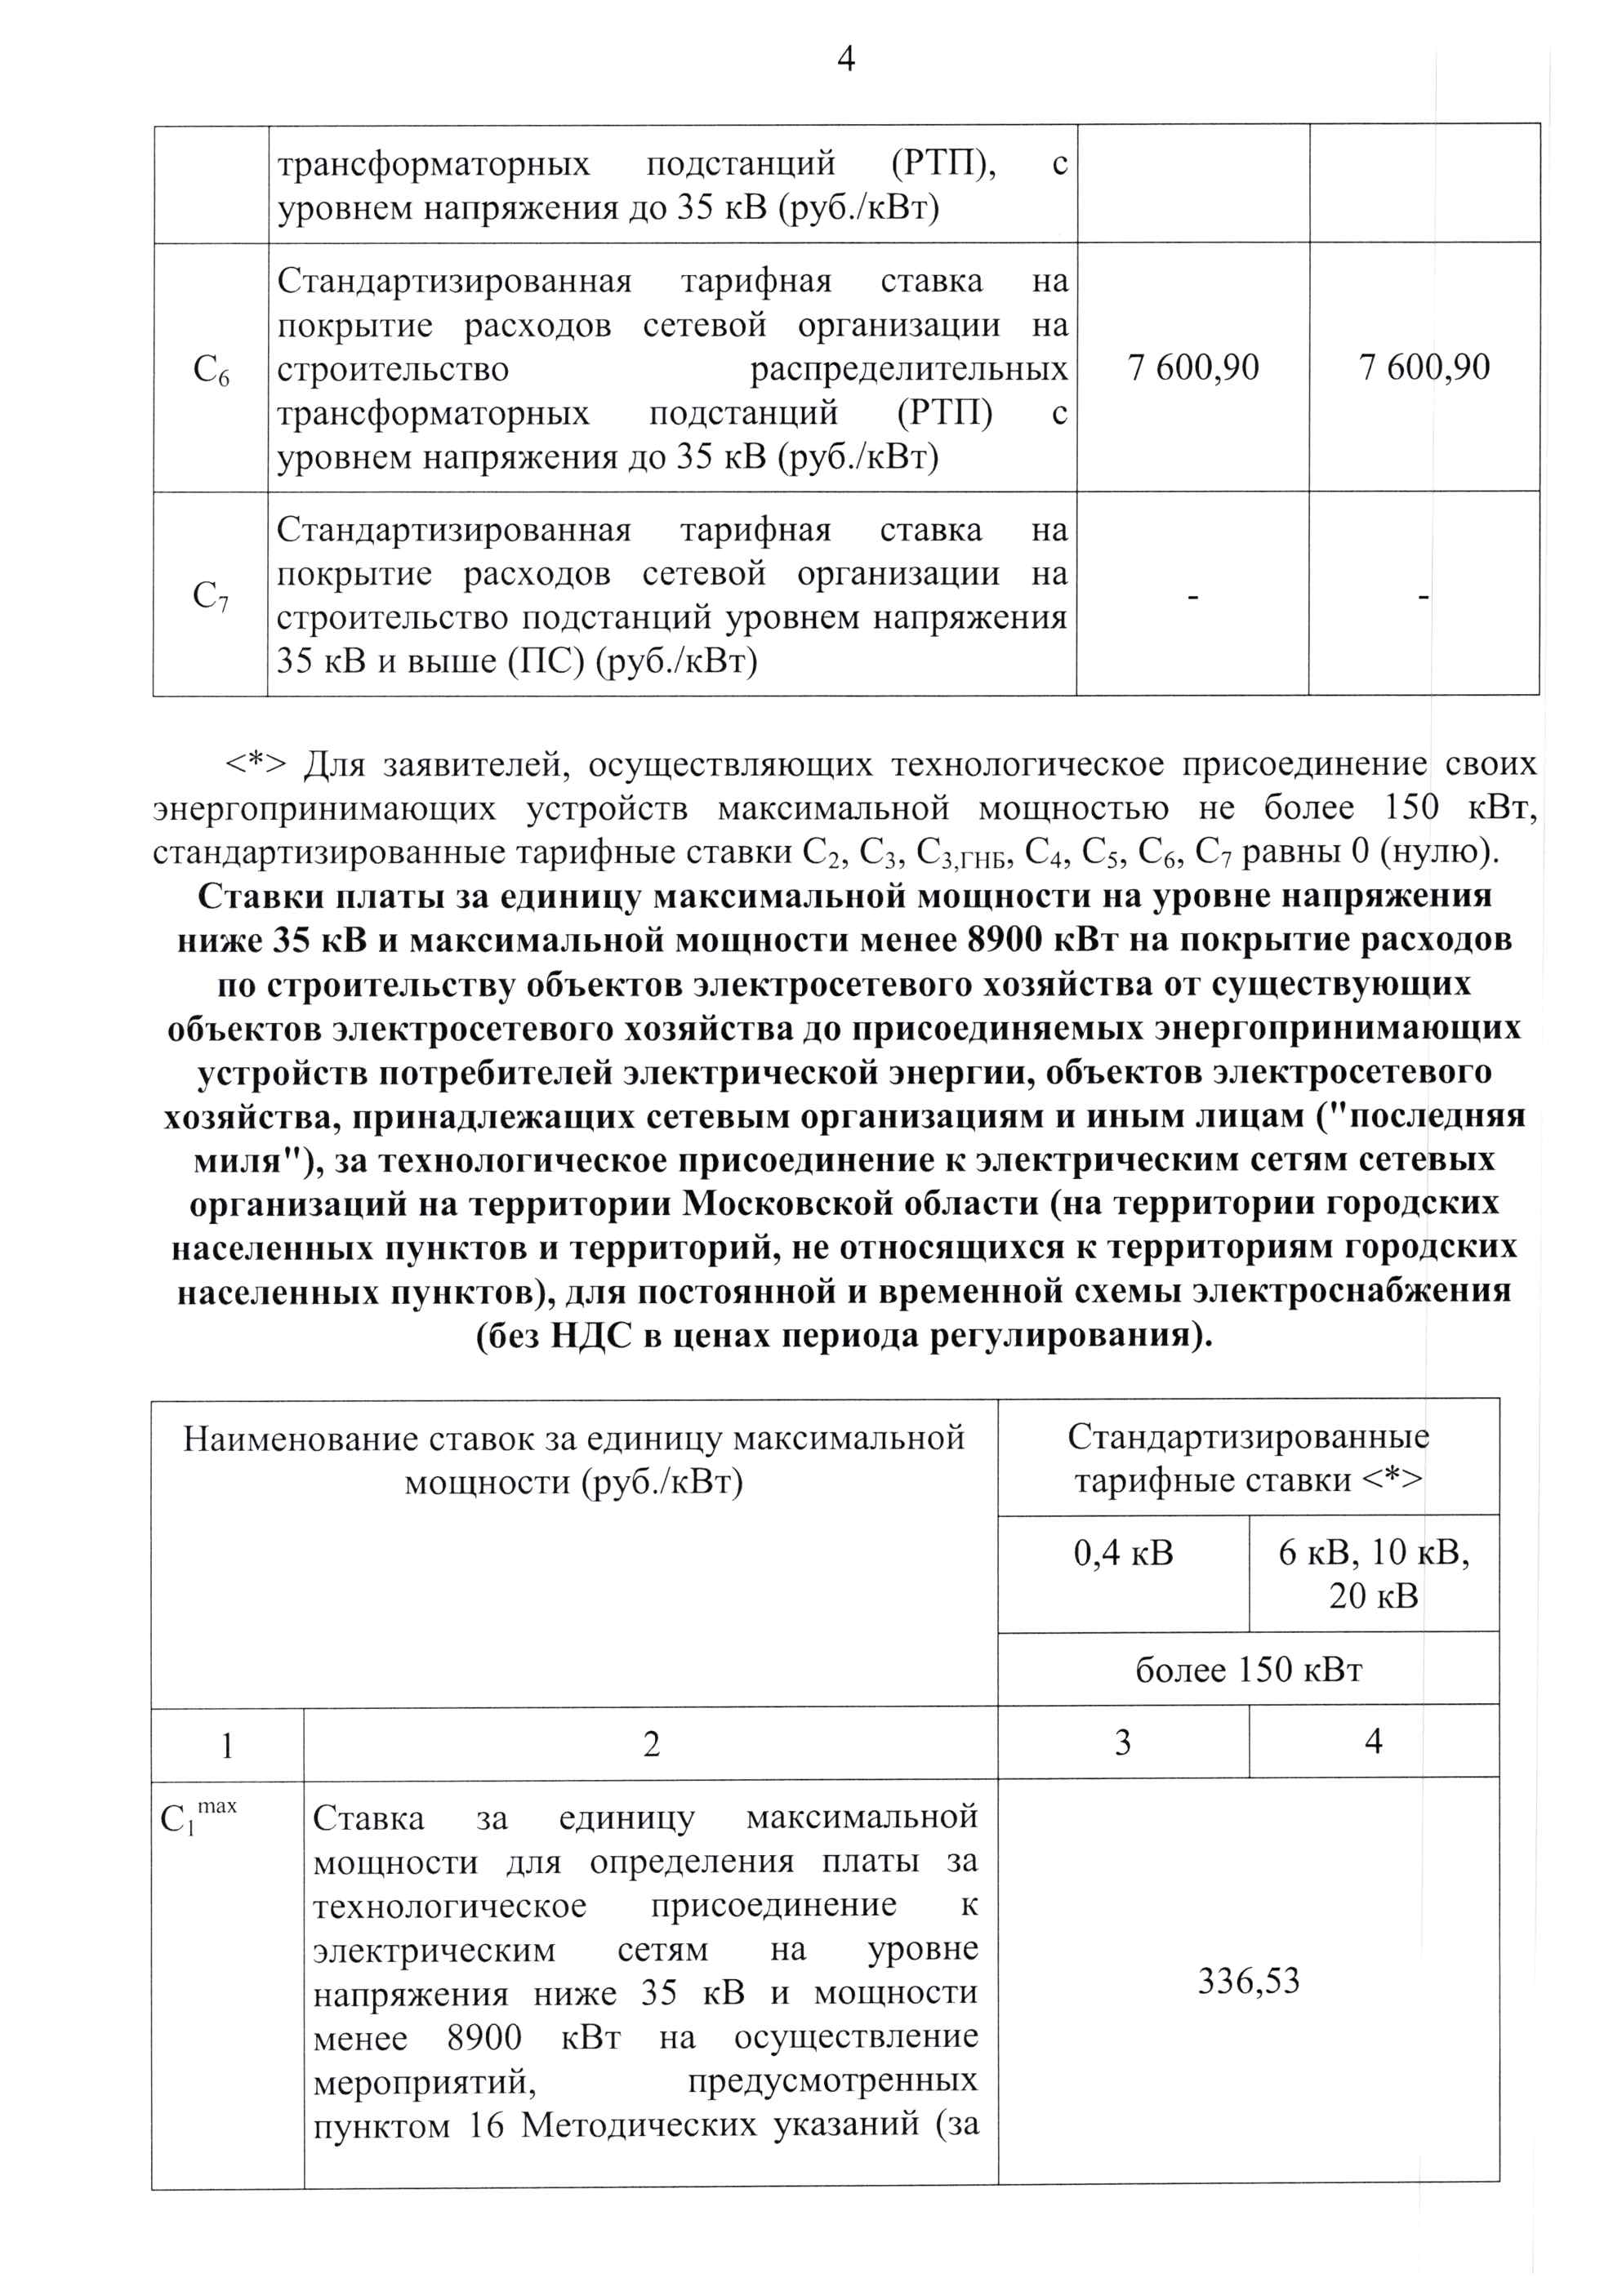 4
трансформаторных подстанций (РТП), с
уровнем напряжения до 35 кВ (руб./кВт)
Стандартизированная тарифная ставка на
покрытие расходов сетевой организации на
С6 строительство распределительных 7 600,90 7 600,90
трансформаторных подстанций (РТП) с
уровнем напряжения до 35 кВ (руб./кВт)
Стандартизированная тарифная ставка на
покрытие расходов сетевой организации на
С7 - -
строительство подстанций уровнем напряжения
35 кВ и выше (ПС) (руб./кВт)
<*> Для заявителей, осуществляющих технологическое присоединение своих
энергопринимающих устройств максимальной мощностью не более 150 кВт,
стандартизированные тарифные ставки С2, С3, С3,ГНБ, С4, С5, С6, С7 равны 0 (нулю).
Ставки платы за единицу максимальной мощности на уровне напряжения
ниже 35 кВ и максимальной мощности менее 8900 кВт на покрытие расходов
по строительству объектов электросетевого хозяйства от существующих
объектов электросетевого хозяйства до присоединяемых энергопринимающих
устройств потребителей электрической энергии, объектов электросетевого
хозяйства, принадлежащих сетевым организациям и иным лицам ("последняя
миля"), за технологическое присоединение к электрическим сетям сетевых
организаций на территории Московской области (на территории городских
населенных пунктов и территорий, не относящихся к территориям городских
населенных пунктов), для постоянной и временной схемы электроснабжения
(без НДС в ценах периода регулирования).
Наименование ставок за единицу максимальной
мощности (руб./кВт)
Стандартизированные
тарифные ставки <*>
0,4 кВ
6 кВ, 10 кВ,
20 кВ
более 150 кВт
1 2 3 4
С1max
Ставка за единицу максимальной
мощности для определения платы за
технологическое присоединение к
электрическим сетям на уровне
напряжения ниже 35 кВ и мощности
менее 8900 кВт на осуществление
мероприятий, предусмотренных
пунктом 16 Методических указаний (за
336,53